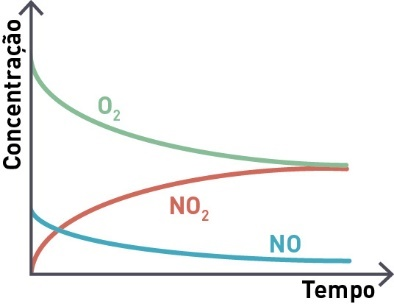 Concentração
O₂
NO₂
NO
Tempo